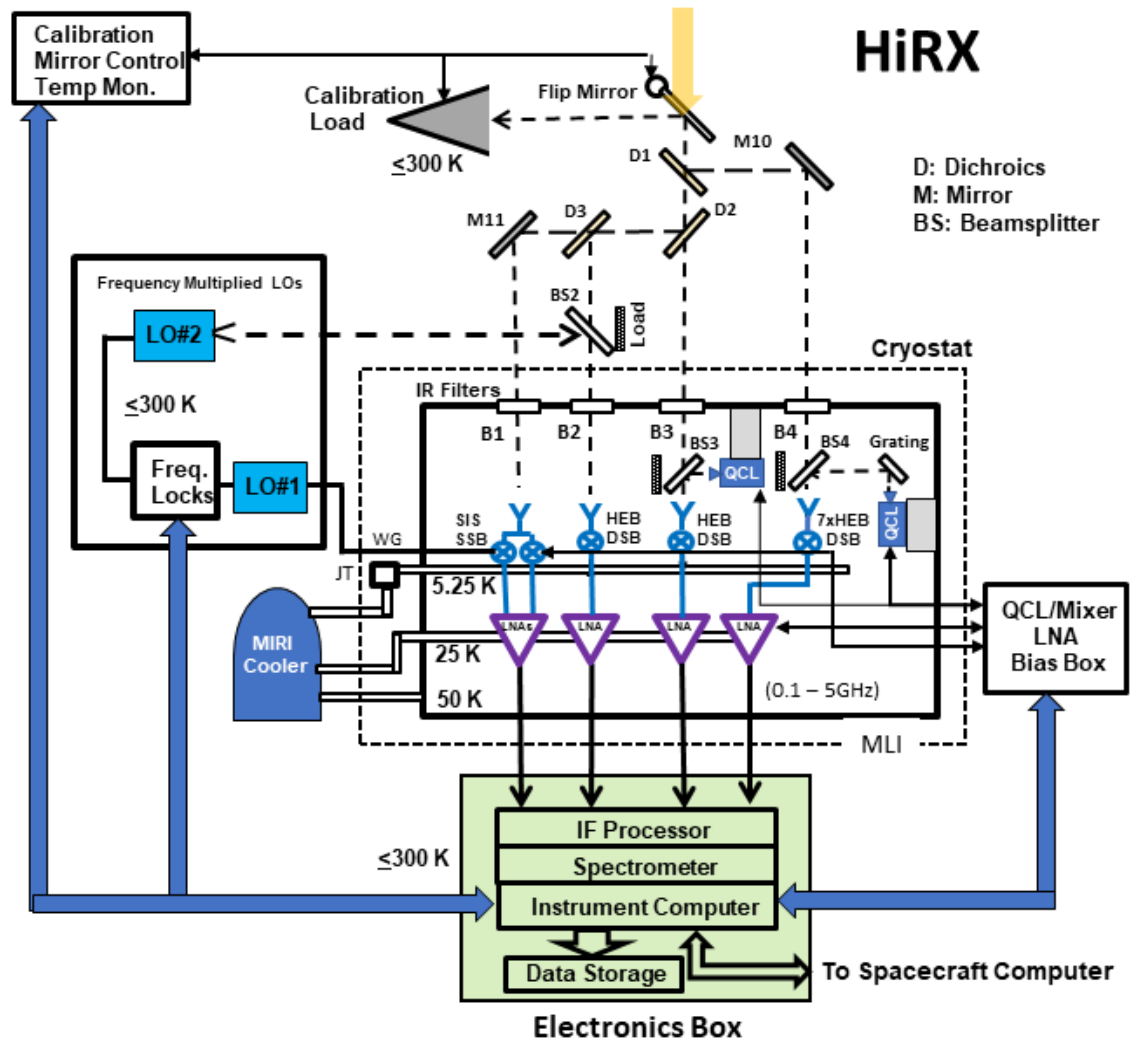 Calibration
Mirror Control
Temp Mon.
HiRX
Flip Mirror
Calibration
Load
≤300 K
D1
M10
D: Dichroics
M: Mirror
BS: Beamsplitter
M11
D3
D2
Frequency Multiplied LOs
BS2
Load
LO#2
Cryostat
≤300 K
IR Filters
B1
B2
B3
B4
BS3
BS4
Grating
QCL
QCL
Freq.
Locks
LO#1
SIS
SSB
HEB
DSB
HEB
DSB
7xHEB
DSB
WG
JT
5.25 K
MIRI
Cooler
LNAs
LNA
LNA
LNA
QCL/Mixer
LNA
Bias Box
25 K
50 K
(0.1 – 5GHz)
MLI
IF Processor
≤300 K
Spectrometer
Instrument Computer
Data Storage
To Spacecraft Computer
Electronics Box